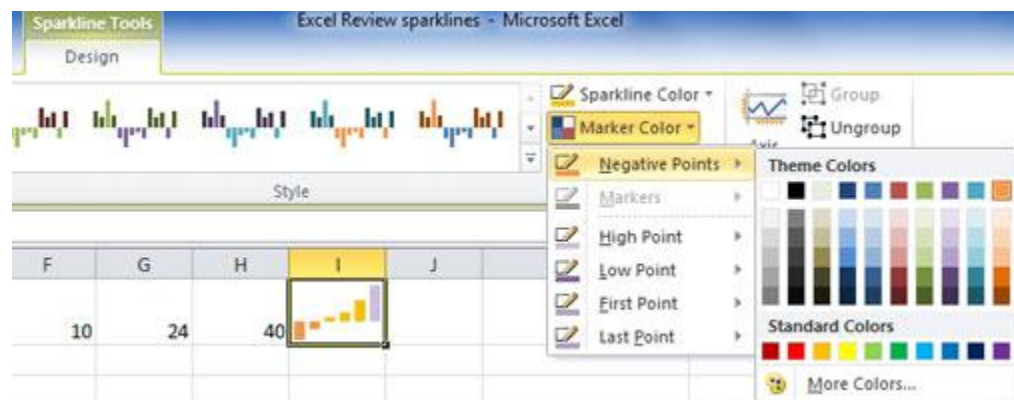 Sparkline Tools
Excel Review sparklines - Microsoft Excel
Design
Sparkline Color
Marker Color
Axis
Group
Ungroup
Style
Negative Points
Markers
High Point
Low Point
First Point
Last Point
Theme Colors
Standard Colors
More Colors...
F G H I J
10 24 40